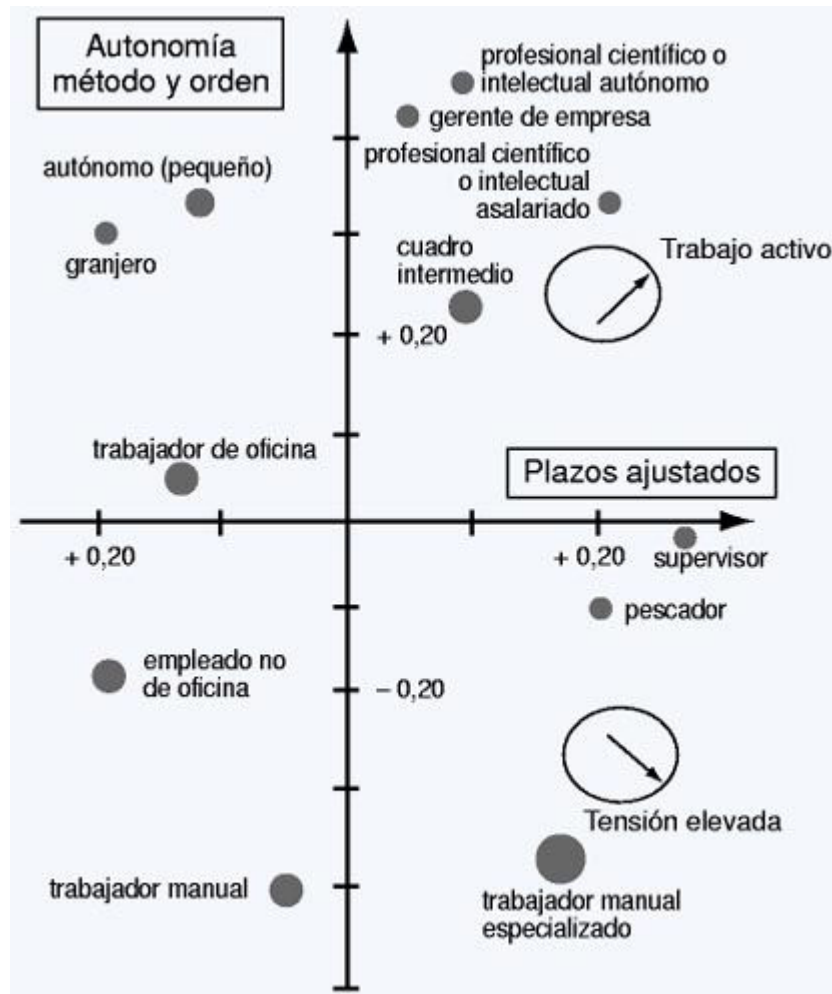 Autonomía
método y orden
profesional científico o
intelectual autónomo
gerente de empresa
profesional científico
o intelectual
asalariado
autónomo (pequeño)
granjero
cuadro
intermedio
Trabajo activo
+ 0,20
trabajador de oficina
Plazos ajustados
+ 0,20
+ 0,20
supervisor
pescador
empleado no
de oficina
– 0,20
Tensión elevada
trabajador manual
trabajador manual
especializado